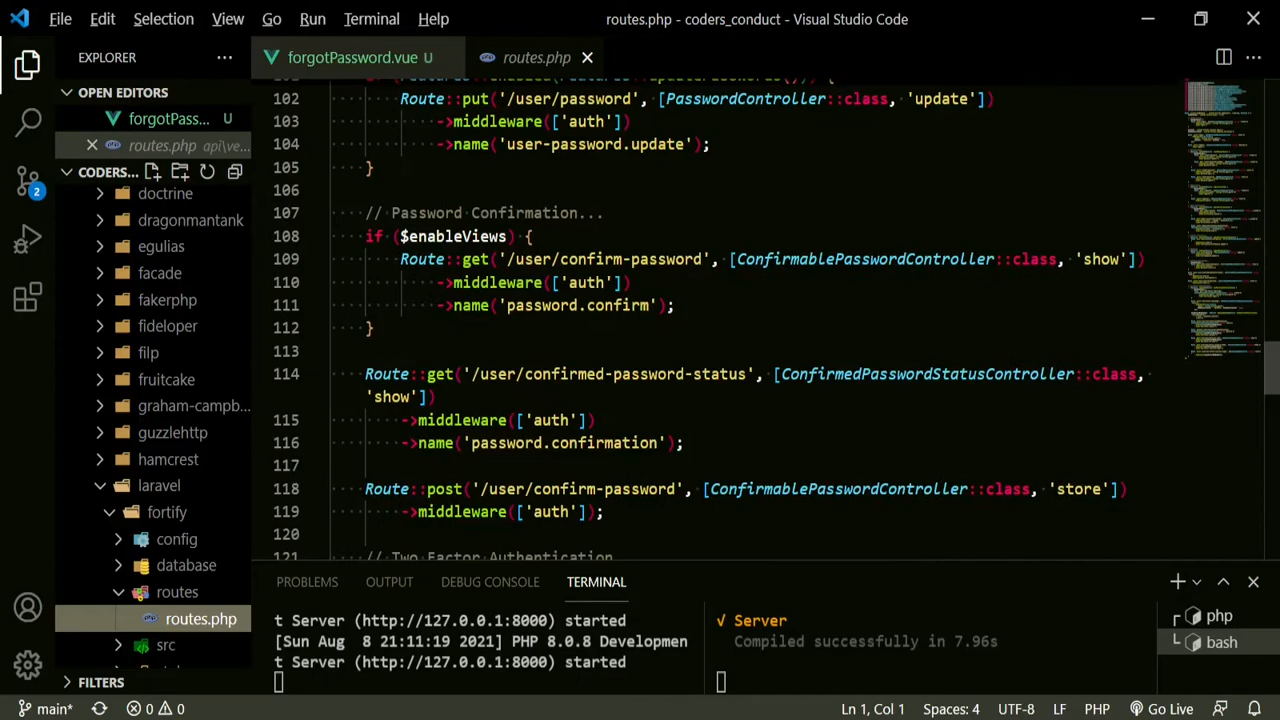 File Edit Selection View Go Run Terminal Help
routes.php - coders_conduct - Visual Studio Code
EXPLORER
OPEN EDITORS
forgotPass... U
routes.php api\ve...
CODERS...
doctrine
dragonmantank
egulias
facade
fakerphp
fideloper
filp
fruitcake
graham-campb...
guzzlehttp
hamcrest
laravel
fortify
config
database
routes
routes.php
src
FILTERS
2
forgotPassword.vue U
routes.php
102 Route::put('/user/password', [PasswordController::class, 'update'])
103 ->middleware(['auth'])
104 ->name('user-password.update');
105 }
106
107 // Password Confirmation...
108 if ($enableViews) {
109 Route::get('/user/confirm-password', [ConfirmablePasswordController::class, 'show'])
110 ->middleware(['auth'])
111 ->name('password.confirm');
112 }
113
114 Route::get('/user/confirmed-password-status', [ConfirmedPasswordStatusController::class,
'show'])
115 ->middleware(['auth'])
116 ->name('password.confirmation');
117
118 Route::post('/user/confirm-password', [ConfirmablePasswordController::class, 'store'])
119 ->middleware(['auth']);
120
121 // Two Factor Authentication
PROBLEMS OUTPUT DEBUG CONSOLE TERMINAL
t Server (http://127.0.0.1:8000) started
[Sun Aug 8 21:11:19 2021] PHP 8.0.8 Developmen
t Server (http://127.0.0.1:8000) started
√ Server
Compiled successfully in 7.96s
php
bash
main* 0 0
Ln 1, Col 1 Spaces: 4 UTF-8 LF PHP Go Live